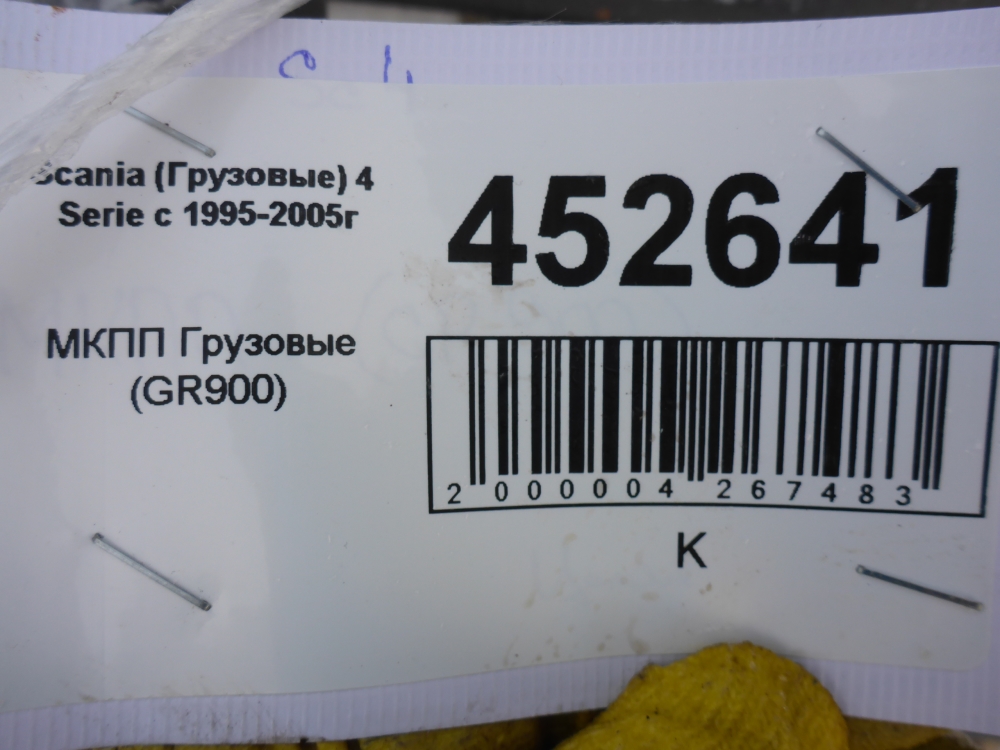 Scania (Грузовые) 4
Serie с 1995-2005г
452641
МКПП Грузовые
(GR900)
2 000004 267483
К